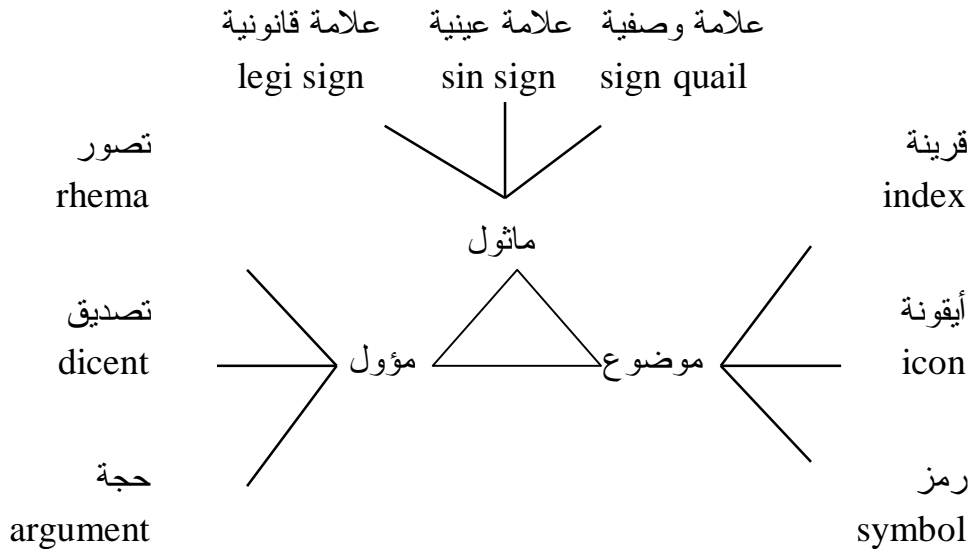 علامة وصفية علامة عينية علامة قانونية
legi sign sin sign sign quail
قرينة تصور
rhema index
ماثول
أيقونة تصديق
موضوع مؤول
dicent icon
رمز حجة
argument symbol